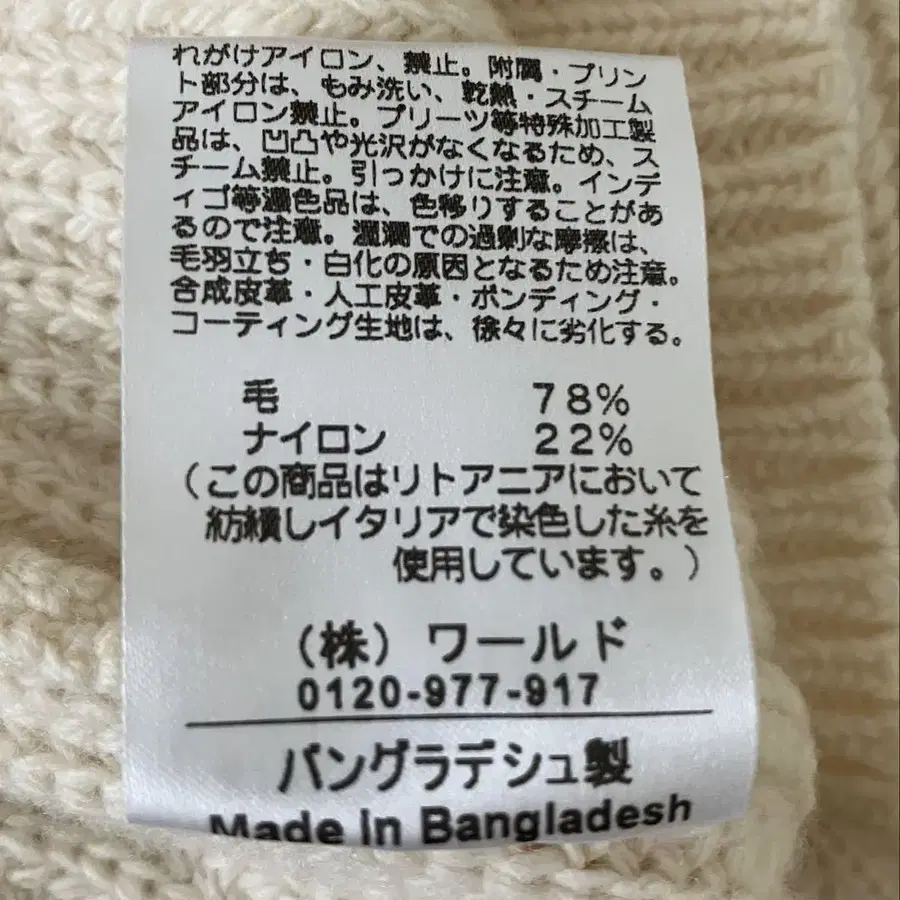 れがけアイロン、禁止。附属・プリン
ト部分は、もみ洗い、乾熱・スチーム
アイロン禁止。プリーツ等特殊加工製
品は、凹凸や光沢がなくなるため、ス
チーム禁止。引っかけに注意。インデ
ィゴ等濃色品は、色移りすることがあ
るので注意。湿潤での過剰な摩擦は、
毛羽立ち・白化の原因となるため注意。
合成皮革・人工皮革・ボンディング・
コーティング生地は、徐々に劣化する。
毛 78%
ナイロン 22%
（この商品はリトアニアにおいて
紡績しイタリアで染色した糸を
使用しています。）
（株）ワールド
0120-977-917
バングラデシュ製
Made in Bangladesh